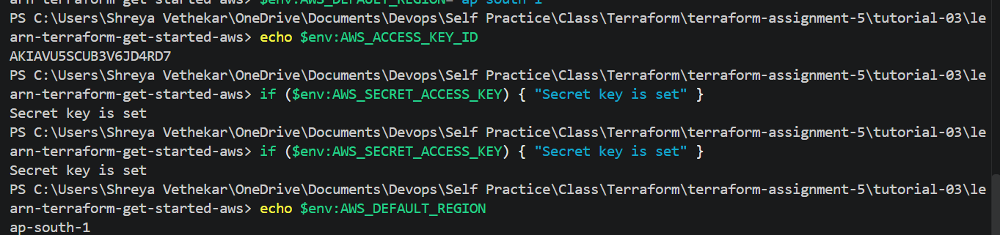 arn-terraform-get-started-aws> $env:AWS_DEFAULT_REGION="ap-south-1"
PS C:\Users\Shreya Vethekar\OneDrive\Documents\Devops\Self Practice\Class\Terraform\terraform-assignment-5\tutorial-03\le
arn-terraform-get-started-aws> echo $env:AWS_ACCESS_KEY_ID
AKIAVU5SCUB3V6JD4RD7
PS C:\Users\Shreya Vethekar\OneDrive\Documents\Devops\Self Practice\Class\Terraform\terraform-assignment-5\tutorial-03\le
arn-terraform-get-started-aws> if ($env:AWS_SECRET_ACCESS_KEY) { "Secret key is set" }
Secret key is set
PS C:\Users\Shreya Vethekar\OneDrive\Documents\Devops\Self Practice\Class\Terraform\terraform-assignment-5\tutorial-03\le
arn-terraform-get-started-aws> if ($env:AWS_SECRET_ACCESS_KEY) { "Secret key is set" }
Secret key is set
PS C:\Users\Shreya Vethekar\OneDrive\Documents\Devops\Self Practice\Class\Terraform\terraform-assignment-5\tutorial-03\le
arn-terraform-get-started-aws> echo $env:AWS_DEFAULT_REGION
ap-south-1